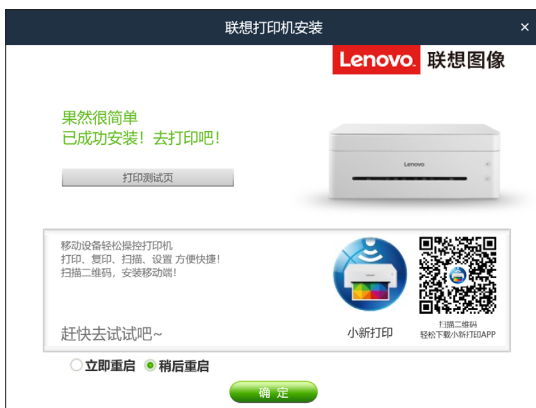 联想打印机安装
×
Lenovo 联想图像
果然很简单
已成功安装！去打印吧！
打印测试页
Lenovo
移动设备轻松操控打印机
打印、复印、扫描、设置 方便快捷！
扫描二维码，安装移动端！
赶快去试试吧~
小新打印
扫描二维码
轻松下载小新打印APP
立即重启 稍后重启
确 定